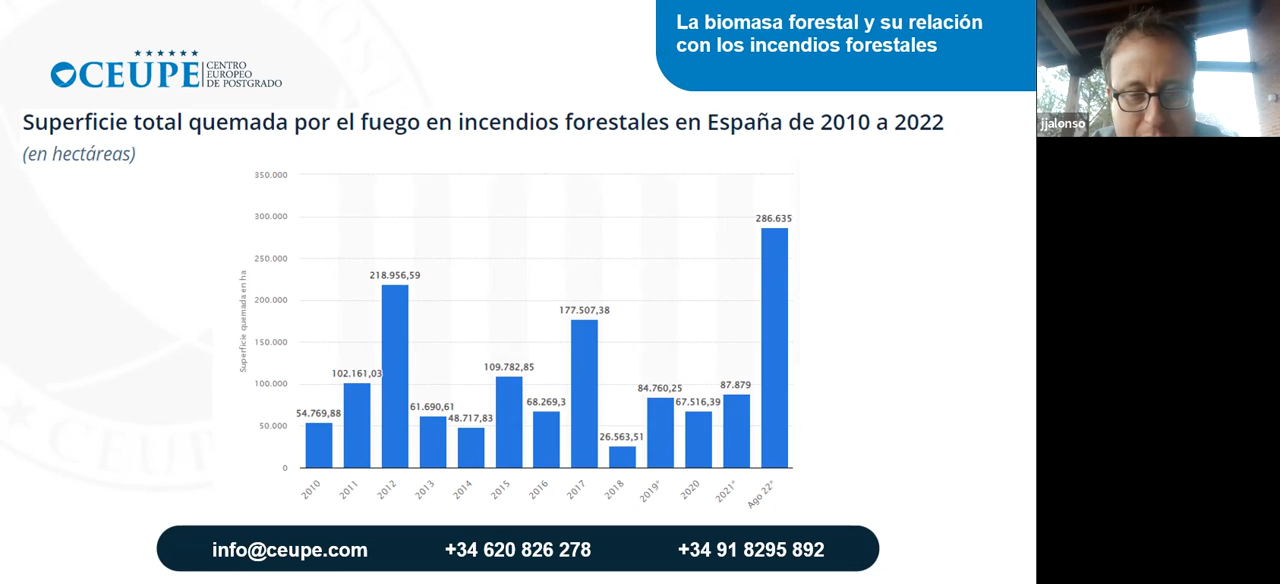 La biomasa forestal y su relación
con los incendios forestales
CEUPE
CENTRO
EUROPEO
DE POSTGRADO
jjalonso
Superficie total quemada por el fuego en incendios forestales en España de 2010 a 2022
(en hectáreas)
Superficie quemada en ha
350.000
300.000
250.000
200.000
150.000
100.000
50.000
0
54.769,88
102.161,03
218.956,59
61.690,61
48.717,83
109.782,85
68.269,3
177.507,38
26.563,51
84.760,25
67.516,39
87.879
286.635
2010
2011
2012
2013
2014
2015
2016
2017
2018
2019*
2020
2021*
Ago 22*
info@ceupe.com +34 620 826 278 +34 91 8295 892